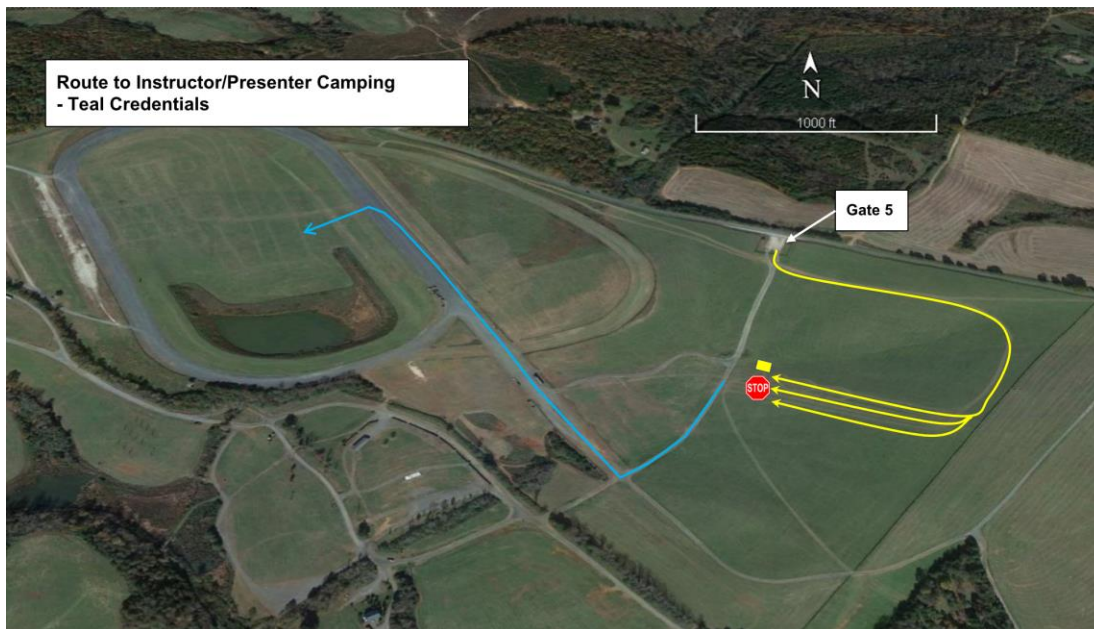 Route to Instructor/Presenter Camping
- Teal Credentials
N
1000 ft
Gate 5
STOP